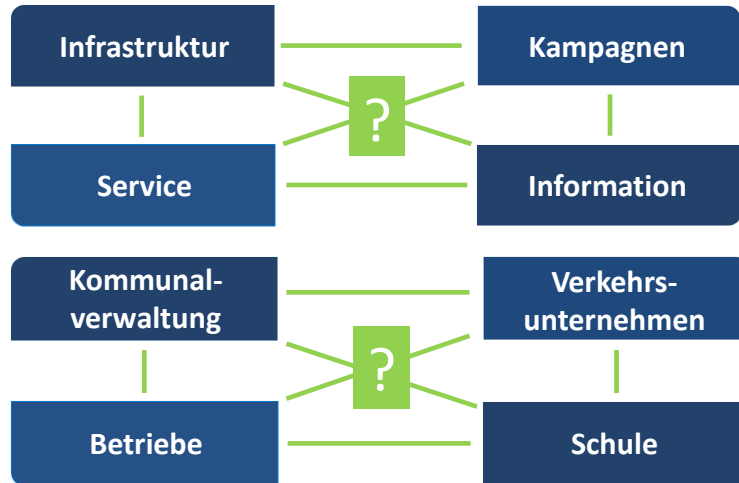 Infrastruktur
Kampagnen
?
Service
Information
Kommunal-
verwaltung
Verkehrs-
unternehmen
?
Betriebe
Schule